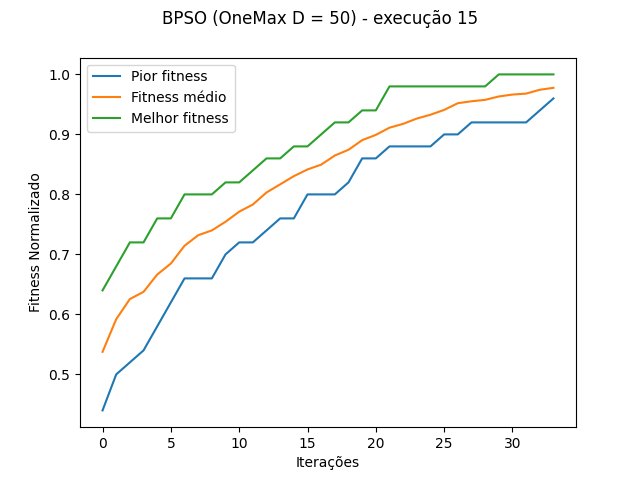 BPSO (OneMax D = 50) - execução 15
Pior fitness
Fitness médio
Melhor fitness
1.0
0.9
0.8
0.7
0.6
0.5
Fitness Normalizado
0 5 10 15 20 25 30
Iterações